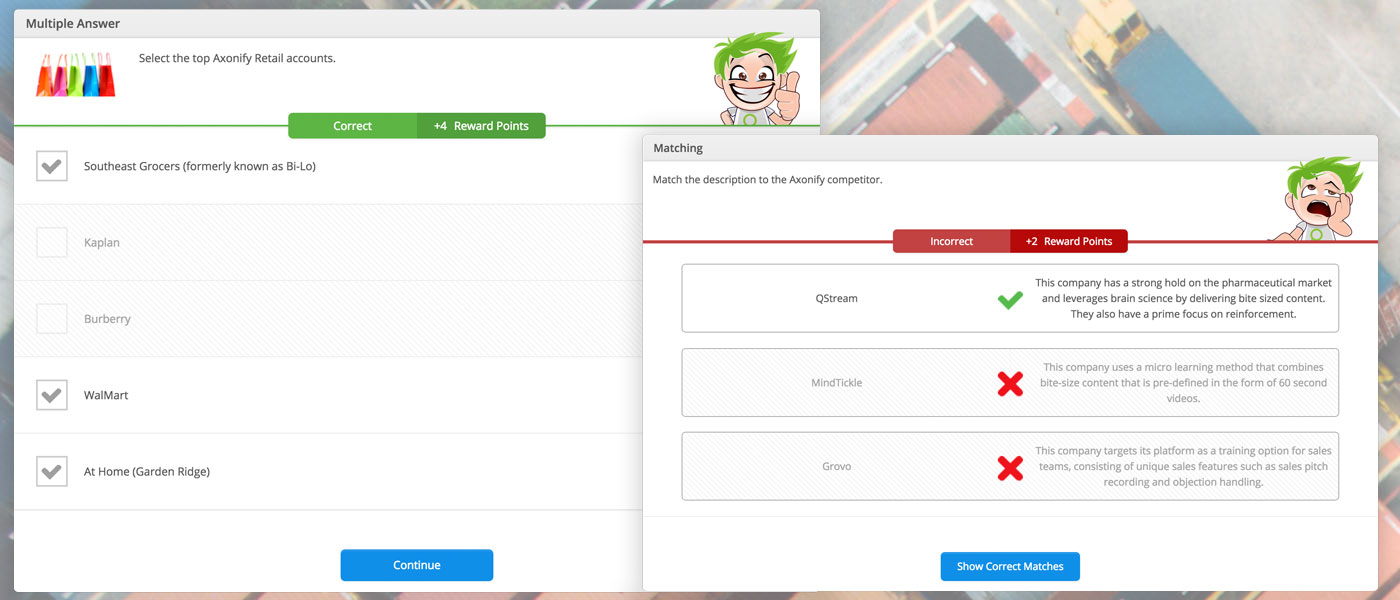 Multiple Answer
Select the top Axonify Retail accounts.
Correct
+4 Reward Points
Southeast Grocers (formerly known as Bi-Lo)
Kaplan
Burberry
WalMart
At Home (Garden Ridge)
Continue
Matching
Match the description to the Axonify competitor.
Incorrect
+2 Reward Points
QStream
This company has a strong hold on the pharmaceutical market
and leverages brain science by delivering bite sized content.
They also have a prime focus on reinforcement.
MindTickle
This company uses a micro learning method that combines
bite-size content that is pre-defined in the form of 60 second
videos.
Grovo
This company targets its platform as a training option for sales
teams, consisting of unique sales features such as sales pitch
recording and objection handling.
Show Correct Matches